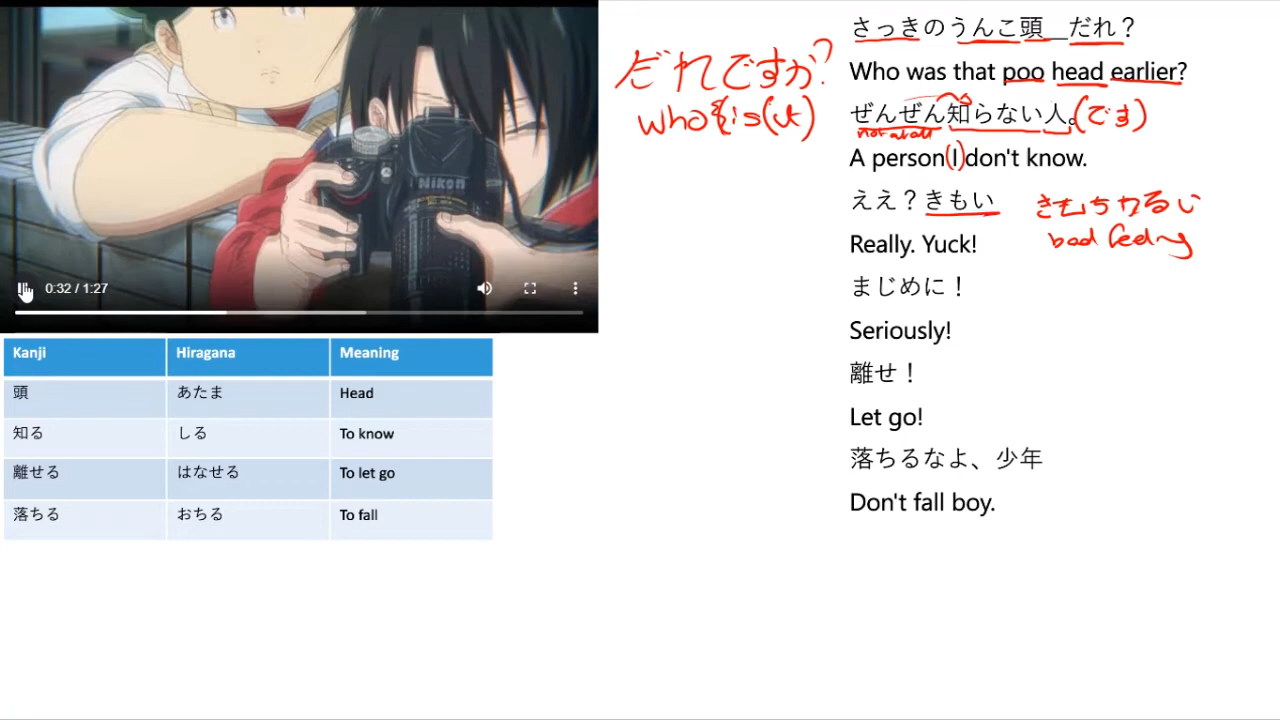 Nikon
0:32 / 1:27
Kanji Hiragana Meaning
頭 あたま Head
知る しる To know
離せる はなせる To let go
落ちる おちる To fall
だれですか?
who is (it)
さっきのうんこ頭__だれ？
Who was that poo head earlier?
ぜんぜん知らない人。(です)
not at all
A person (I) don't know.
ええ？きもい
きもちわるい
Really. Yuck!
bad feeling
まじめに！
Seriously!
離せ！
Let go!
落ちるなよ、少年
Don't fall boy.